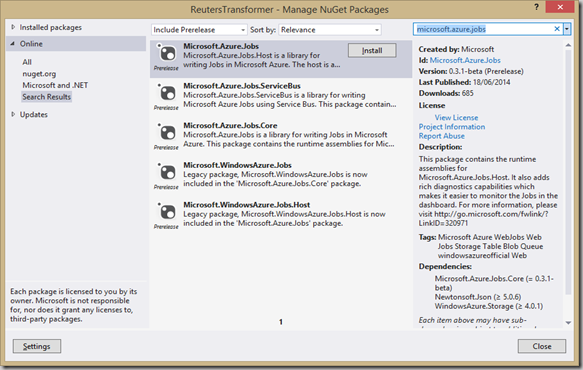 ReutersTransformer - Manage NuGet Packages
? ×
Installed packages
Online
All
nuget.org
Microsoft and .NET
Search Results
Updates
Each package is licensed to you by its
owner. Microsoft is not responsible
for, nor does it grant any licenses to,
third-party packages.
Settings
Include Prerelease Sort by: Relevance
Microsoft.Azure.Jobs
Microsoft.Azure.Jobs.Host is a library for
writing Jobs in Microsoft Azure. The host is a...
Install
Prerelease
Microsoft.Azure.Jobs.ServiceBus
Microsoft.Azure.Jobs.ServiceBus is a library for writing
Microsoft Azure Jobs using Service Bus. This package contain...
Prerelease
Microsoft.Azure.Jobs.Core
Microsoft.Azure.Jobs is a library for writing Jobs in Microsoft
Azure. This package contains the runtime assemblies for Mic...
Prerelease
Microsoft.WindowsAzure.Jobs
Legacy package, Microsoft.WindowsAzure.Jobs is now
included in the 'Microsoft.Azure.Jobs.Core' package.
Prerelease
Microsoft.WindowsAzure.Jobs.Host
Legacy package, Microsoft.WindowsAzure.Jobs.Host is now
included in the 'Microsoft.Azure.Jobs' package.
Prerelease
1
microsoft.azure.jobs ×
Created by: Microsoft
Id: Microsoft.Azure.Jobs
Version: 0.3.1-beta (Prerelease)
Last Published: 18/06/2014
Downloads: 685
License
View License
Project Information
Report Abuse
Description:
This package contains the runtime
assemblies for
Microsoft.Azure.Jobs.Host. It also adds
rich diagnostics capabilities which
makes it easier to monitor the Jobs in the
dashboard. For more information, please
visit http://go.microsoft.com/fwlink/?
LinkID=320971
Tags: Microsoft Azure WebJobs Web
Jobs Storage Table Blob Queue
windowsazureofficial Web
Dependencies:
Microsoft.Azure.Jobs.Core (= 0.3.1-
beta)
Newtonsoft.Json (≥ 5.0.6)
WindowsAzure.Storage (≥ 4.0.1)
Each item above may have sub-
Close